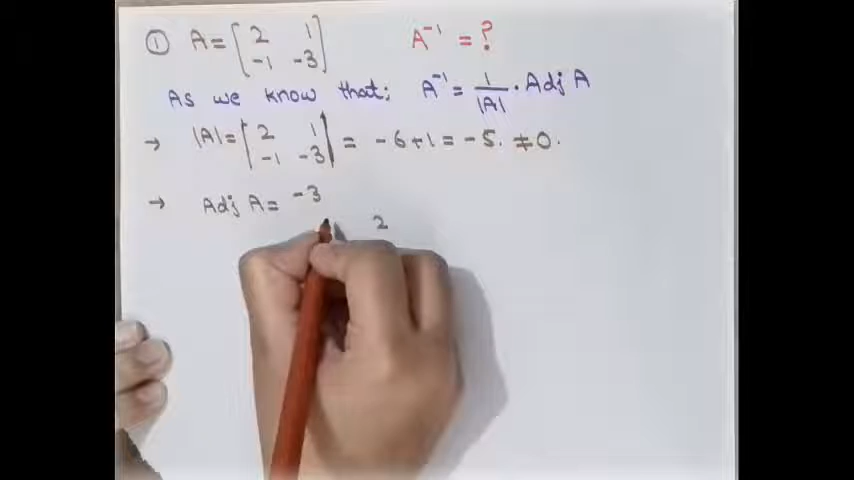 ① A = [ 2 1 A⁻¹ = ?
-1 -3 ]
As we know that; A⁻¹ = 1/|A| · Adj A
→ |A| = | 2 1 = -6+1 = -5. ≠0.
-1 -3 |
→ Adj A = -3
2